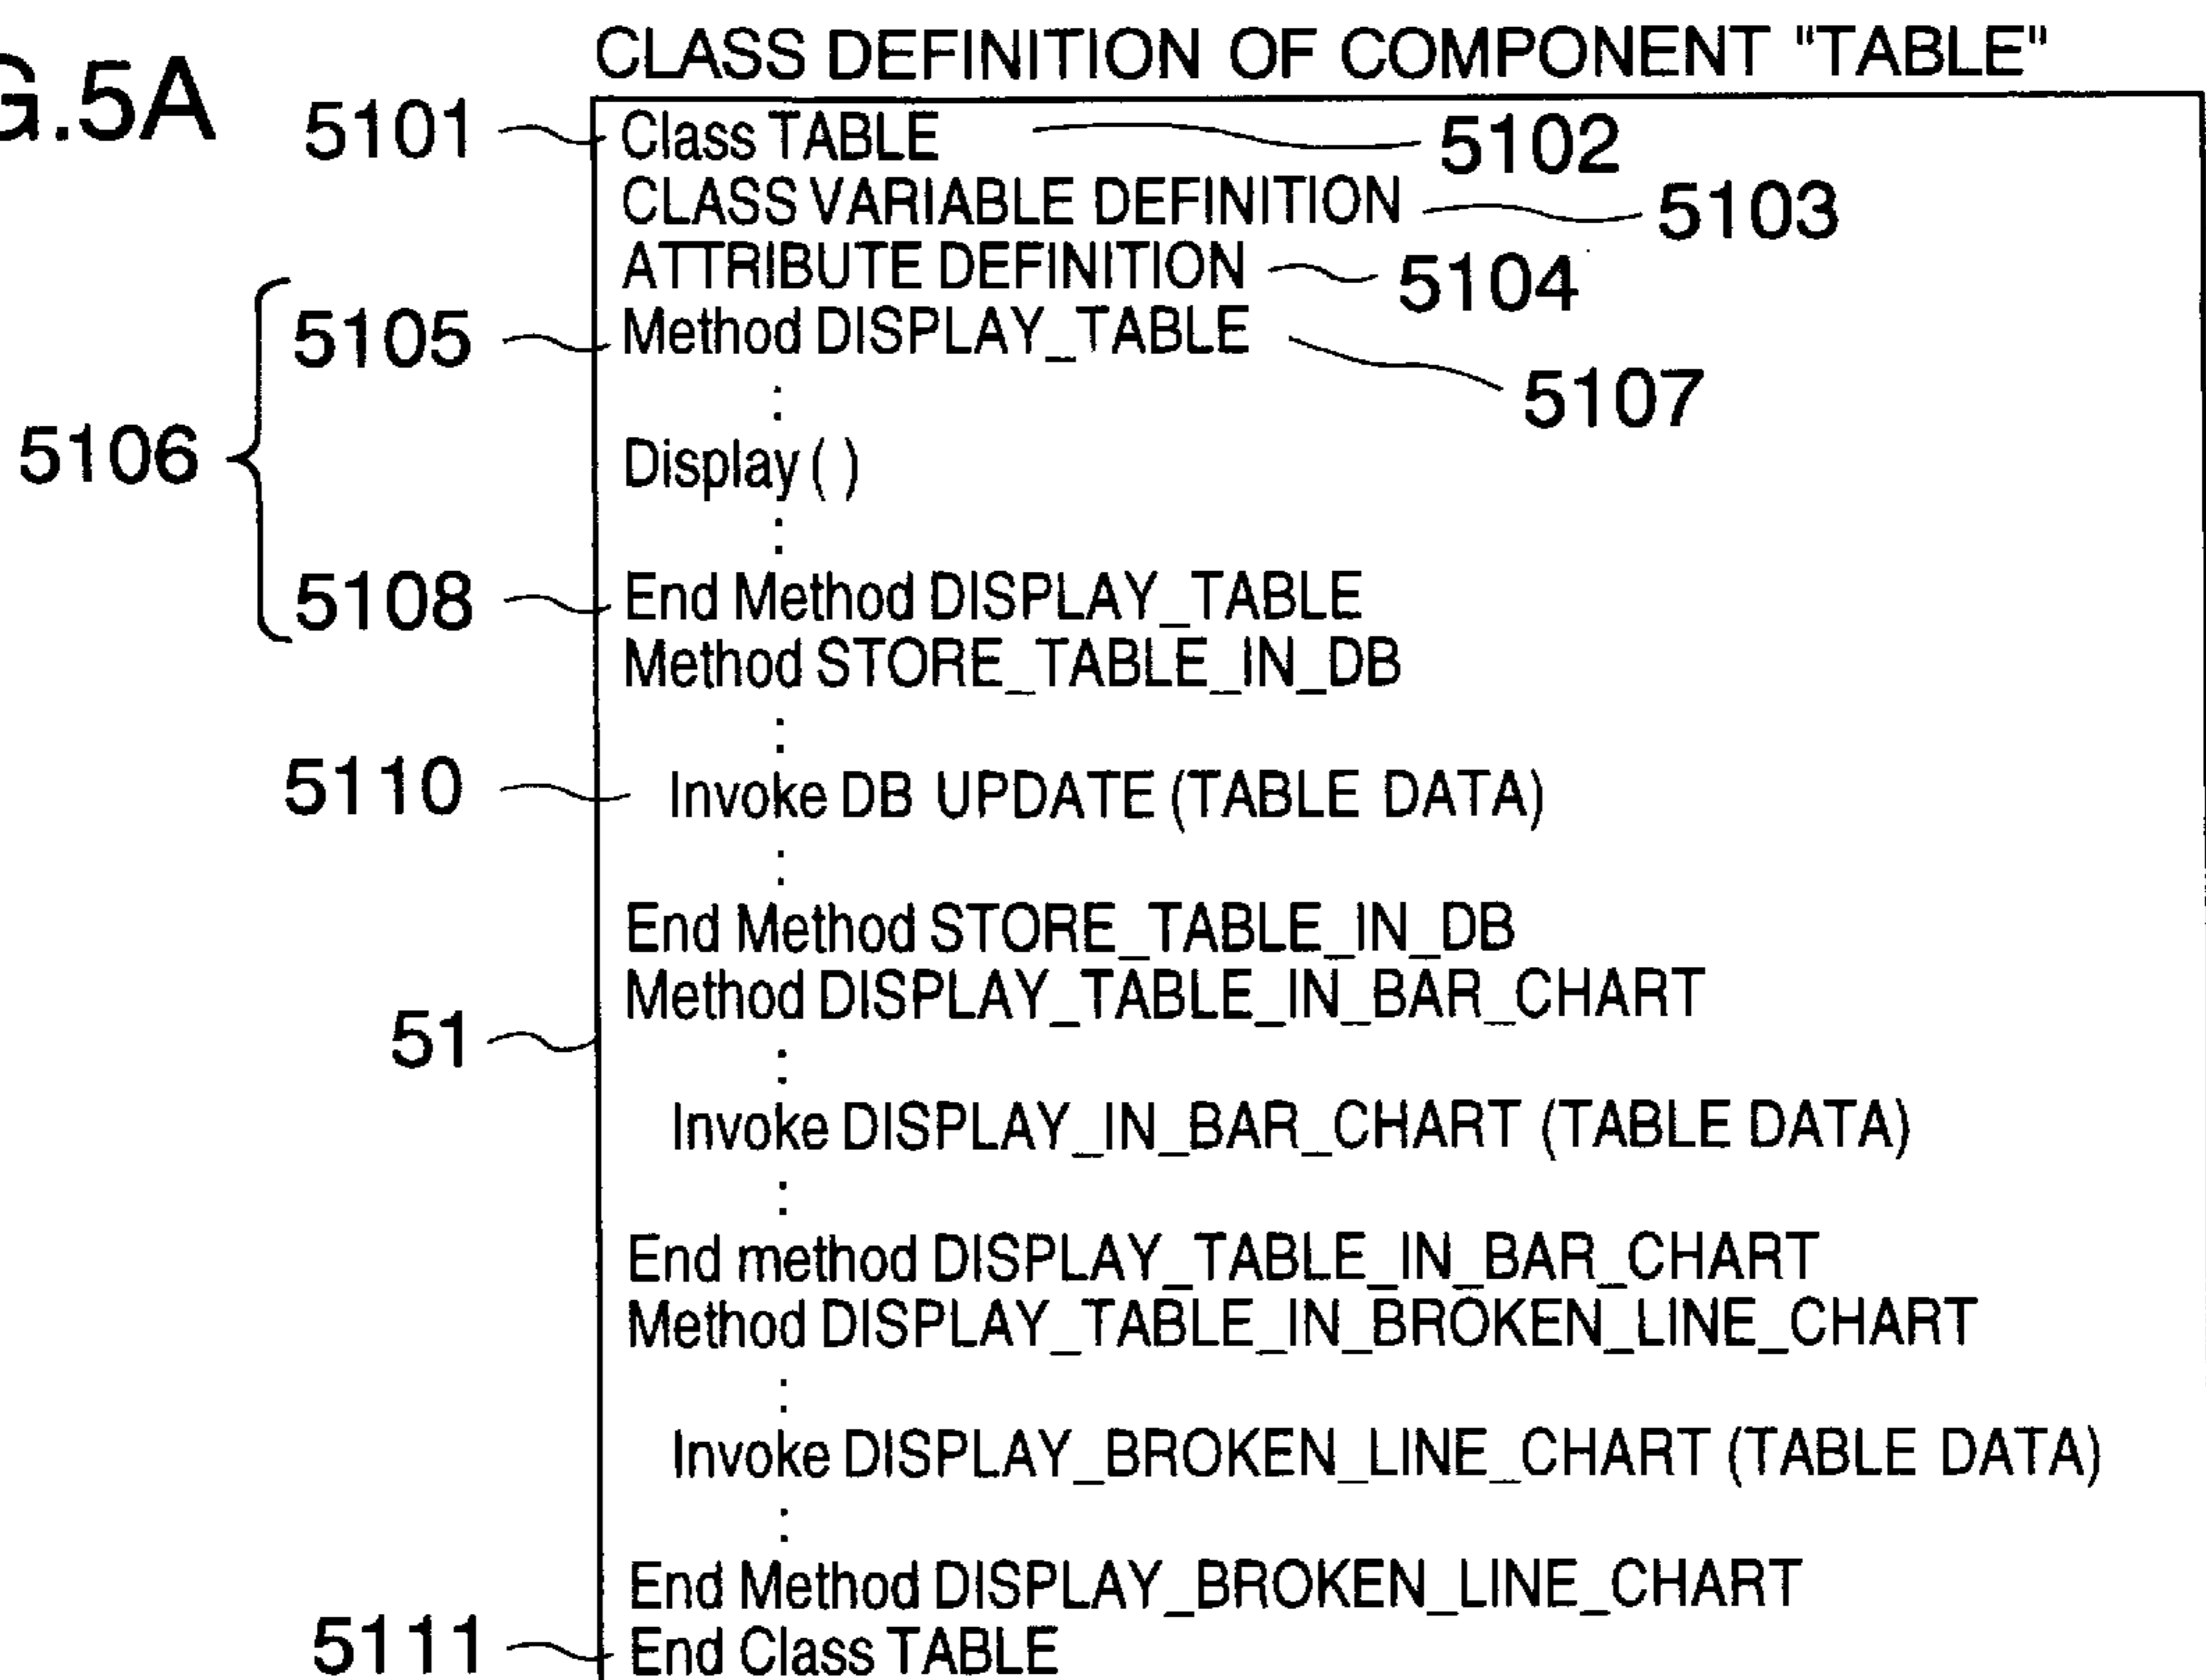 G.5A
CLASS DEFINITION OF COMPONENT "TABLE"
5101 Class TABLE 5102
CLASS VARIABLE DEFINITION 5103
ATTRIBUTE DEFINITION 5104
5105 Method DISPLAY_TABLE 5107
:
5106 Display ( )
:
5108 End Method DISPLAY_TABLE
Method STORE_TABLE_IN_DB
:
5110 Invoke DB UPDATE (TABLE DATA)
:
End Method STORE_TABLE_IN_DB
Method DISPLAY_TABLE_IN_BAR_CHART
51 :
Invoke DISPLAY_IN_BAR_CHART (TABLE DATA)
:
End method DISPLAY_TABLE_IN_BAR_CHART
Method DISPLAY_TABLE_IN_BROKEN_LINE_CHART
:
Invoke DISPLAY_BROKEN_LINE_CHART (TABLE DATA)
:
End Method DISPLAY_BROKEN_LINE_CHART
5111 End Class TABLE